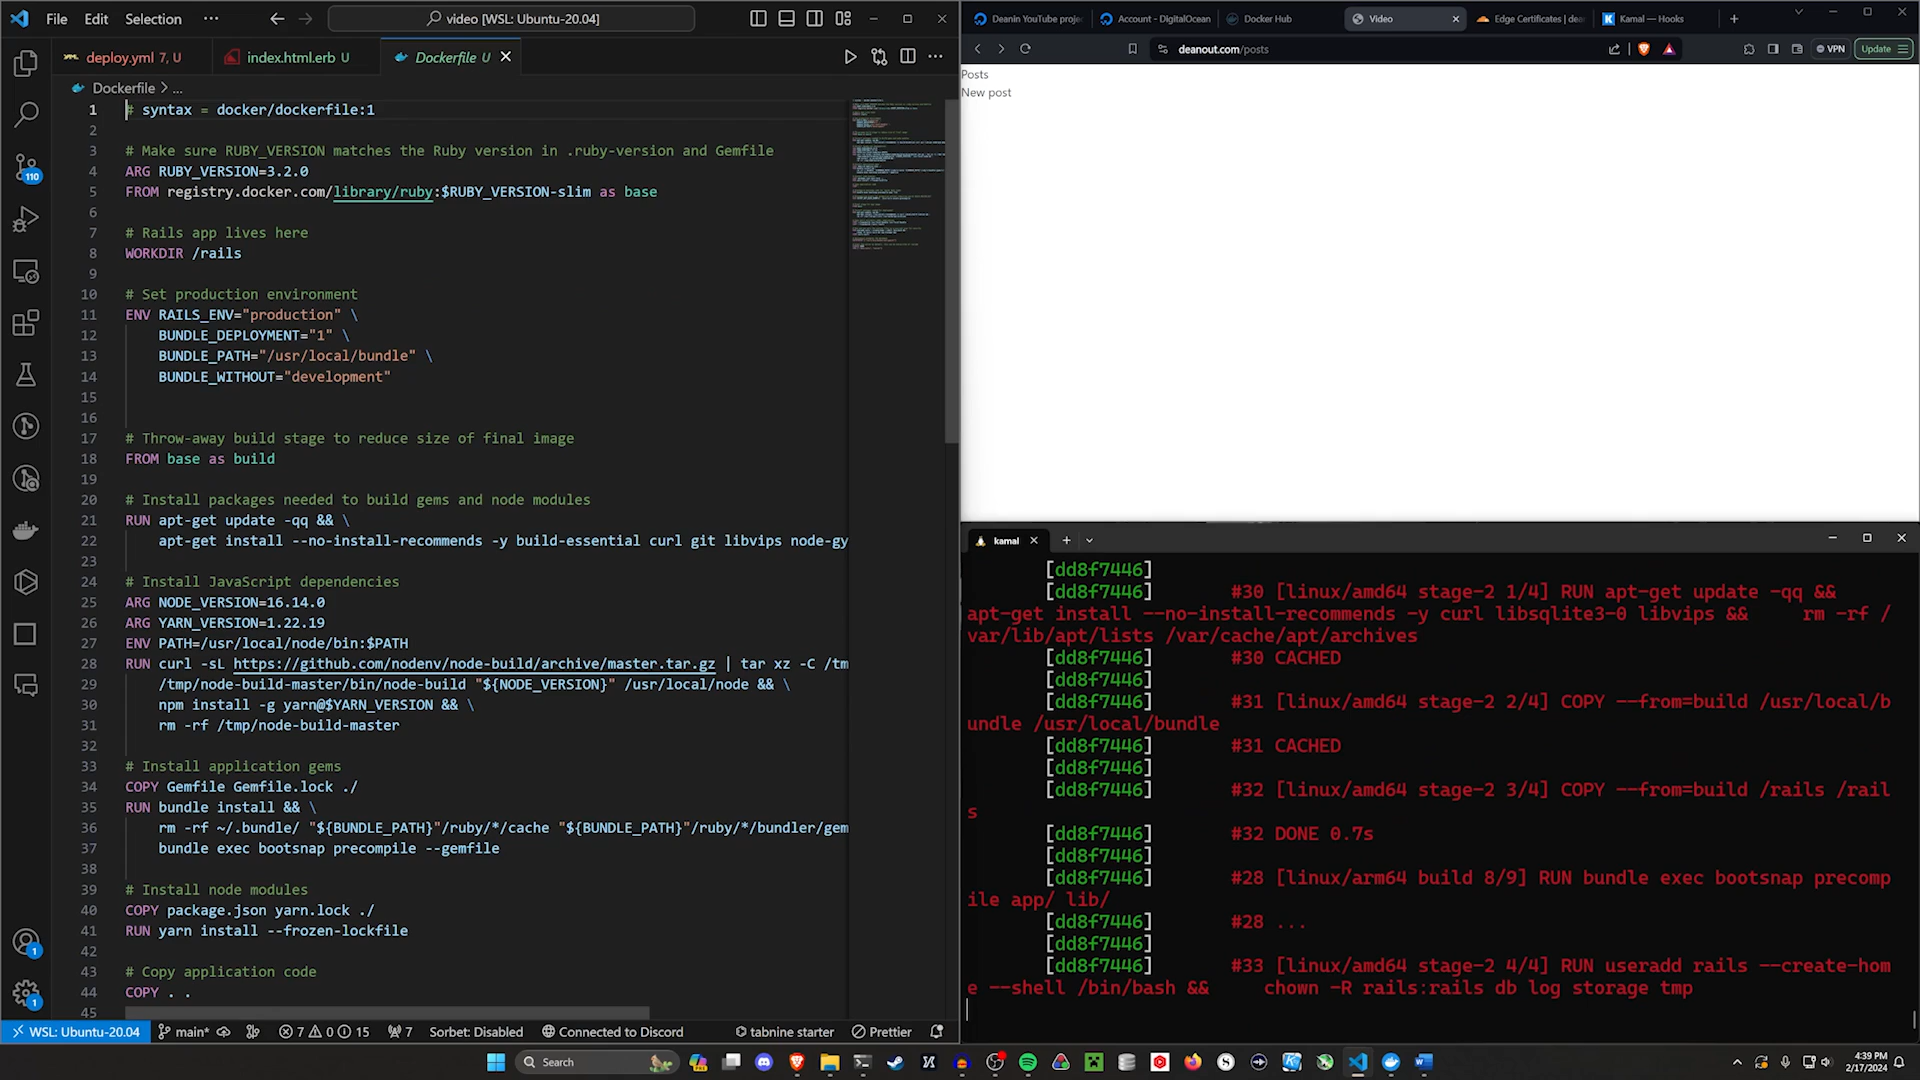 File Edit Selection ··· video [WSL: Ubuntu-20.04]
deploy.yml 7, U index.html.erb U Dockerfile U
Dockerfile > ...
1 # syntax = docker/dockerfile:1
2
3 # Make sure RUBY_VERSION matches the Ruby version in .ruby-version and Gemfile
4 ARG RUBY_VERSION=3.2.0
5 FROM registry.docker.com/library/ruby:$RUBY_VERSION-slim as base
6
7 # Rails app lives here
8 WORKDIR /rails
9
10 # Set production environment
11 ENV RAILS_ENV="production" \
12 BUNDLE_DEPLOYMENT="1" \
13 BUNDLE_PATH="/usr/local/bundle" \
14 BUNDLE_WITHOUT="development"
15
16
17 # Throw-away build stage to reduce size of final image
18 FROM base as build
19
20 # Install packages needed to build gems and node modules
21 RUN apt-get update -qq && \
22 apt-get install --no-install-recommends -y build-essential curl git libvips node-gy
23
24 # Install JavaScript dependencies
25 ARG NODE_VERSION=16.14.0
26 ARG YARN_VERSION=1.22.19
27 ENV PATH=/usr/local/node/bin:$PATH
28 RUN curl -sL https://github.com/nodenv/node-build/archive/master.tar.gz | tar xz -C /tm
29 /tmp/node-build-master/bin/node-build "${NODE_VERSION}" /usr/local/node && \
30 npm install -g yarn@$YARN_VERSION && \
31 rm -rf /tmp/node-build-master
32
33 # Install application gems
34 COPY Gemfile Gemfile.lock ./
35 RUN bundle install && \
36 rm -rf ~/.bundle/ "${BUNDLE_PATH}"/ruby/*/cache "${BUNDLE_PATH}"/ruby/*/bundler/gem
37 bundle exec bootsnap precompile --gemfile
38
39 # Install node modules
40 COPY package.json yarn.lock ./
41 RUN yarn install --frozen-lockfile
42
43 # Copy application code
44 COPY . .
45
110
1
1
WSL: Ubuntu-20.04 main* 7 0 15 7 Sorbet: Disabled Connected to Discord tabnine starter Prettier
Deanin YouTube proje Account - DigitalOcean Docker Hub Video Edge Certificates | dean Kamal — Hooks
deanout.com/posts VPN Update
Posts
New post
kamal
[dd8f7446]
[dd8f7446] #30 [linux/amd64 stage-2 1/4] RUN apt-get update -qq &&
apt-get install --no-install-recommends -y curl libsqlite3-0 libvips && rm -rf /
var/lib/apt/lists /var/cache/apt/archives
[dd8f7446] #30 CACHED
[dd8f7446]
[dd8f7446] #31 [linux/amd64 stage-2 2/4] COPY --from=build /usr/local/b
undle /usr/local/bundle
[dd8f7446] #31 CACHED
[dd8f7446]
[dd8f7446] #32 [linux/amd64 stage-2 3/4] COPY --from=build /rails /rail
s
[dd8f7446] #32 DONE 0.7s
[dd8f7446]
[dd8f7446] #28 [linux/arm64 build 8/9] RUN bundle exec bootsnap precomp
ile app/ lib/
[dd8f7446] #28 ...
[dd8f7446]
[dd8f7446] #33 [linux/amd64 stage-2 4/4] RUN useradd rails --create-hom
e --shell /bin/bash && chown -R rails:rails db log storage tmp
Search
4:39 PM
2/17/2024